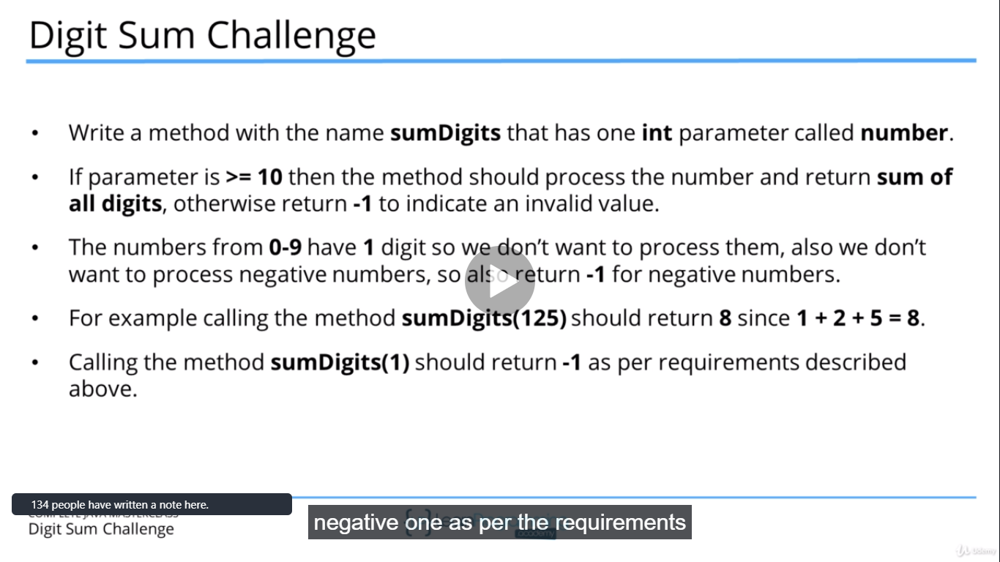 Digit Sum Challenge
• Write a method with the name sumDigits that has one int parameter called number.
• If parameter is >= 10 then the method should process the number and return sum of
all digits, otherwise return -1 to indicate an invalid value.
• The numbers from 0-9 have 1 digit so we don’t want to process them, also we don’t
want to process negative numbers, so also return -1 for negative numbers.
• For example calling the method sumDigits(125) should return 8 since 1 + 2 + 5 = 8.
• Calling the method sumDigits(1) should return -1 as per requirements described
above.
134 people have written a note here.
COMPLETE JAVA MASTERCLASS
Digit Sum Challenge
negative one as per the requirements
academy
Udemy